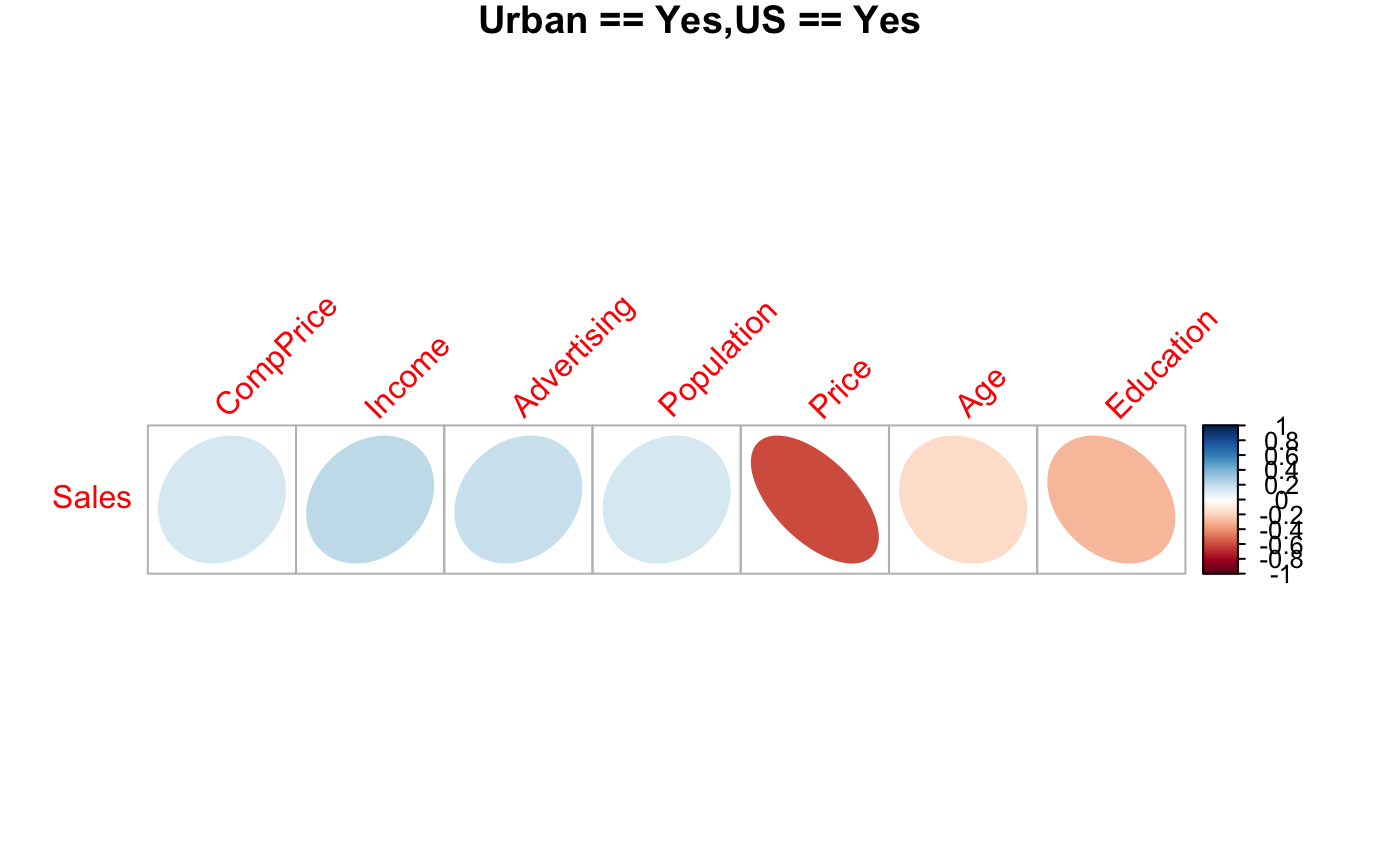 Urban == Yes,US == Yes
CompPrice
Income
Advertising
Population
Price
Age
Education
Sales
1
0.8
0.6
0.4
0.2
0
-0.2
-0.4
-0.6
-0.8
-1